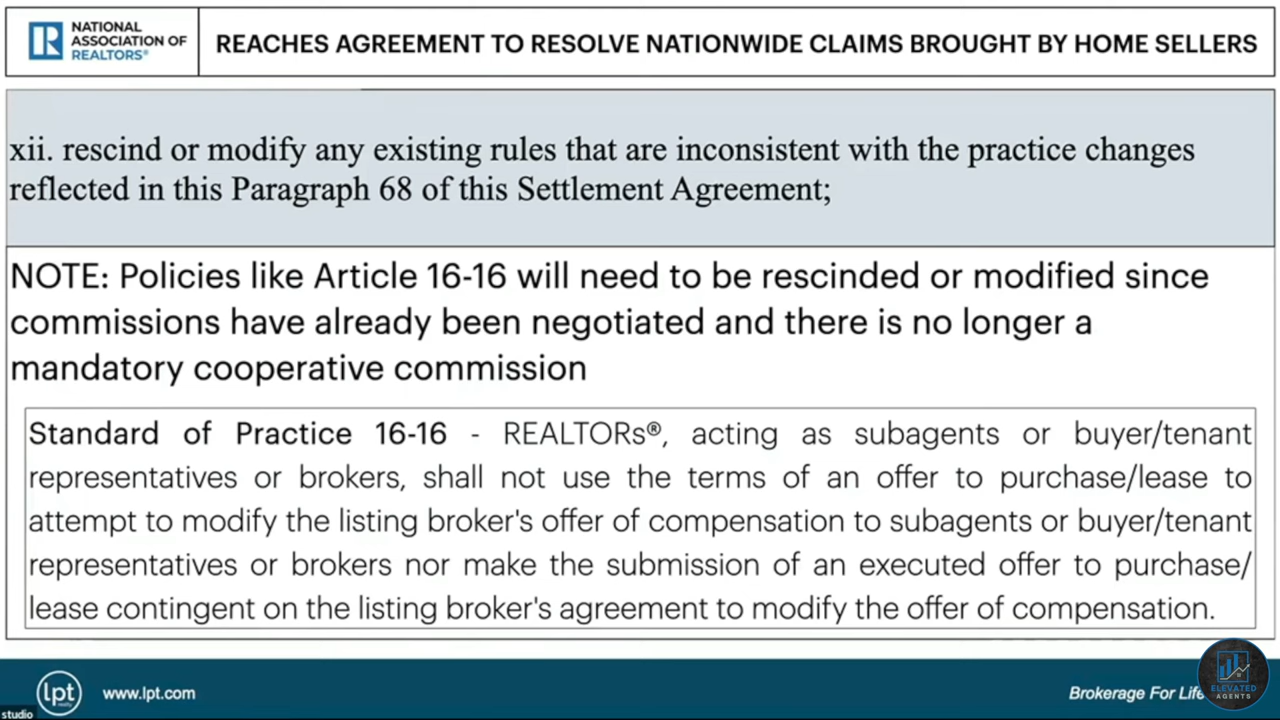 NATIONAL
ASSOCIATION OF
REALTORS®
REACHES AGREEMENT TO RESOLVE NATIONWIDE CLAIMS BROUGHT BY HOME SELLERS
xii. rescind or modify any existing rules that are inconsistent with the practice changes
reflected in this Paragraph 68 of this Settlement Agreement;
NOTE: Policies like Article 16-16 will need to be rescinded or modified since
commissions have already been negotiated and there is no longer a
mandatory cooperative commission
Standard of Practice 16-16 - REALTORs®, acting as subagents or buyer/tenant
representatives or brokers, shall not use the terms of an offer to purchase/lease to
attempt to modify the listing broker's offer of compensation to subagents or buyer/tenant
representatives or brokers nor make the submission of an executed offer to purchase/
lease contingent on the listing broker's agreement to modify the offer of compensation.
lpt
realty
www.lpt.com
Brokerage For Life
ELEVATED
AGENTS
studio